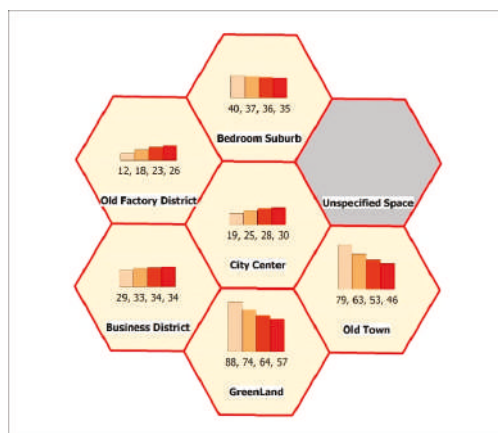 40, 37, 36, 35
Bedroom Suburb
12, 18, 23, 26
Old Factory District
Unspecified Space
19, 25, 28, 30
City Center
29, 33, 34, 34
Business District
79, 63, 53, 46
Old Town
88, 74, 64, 57
GreenLand